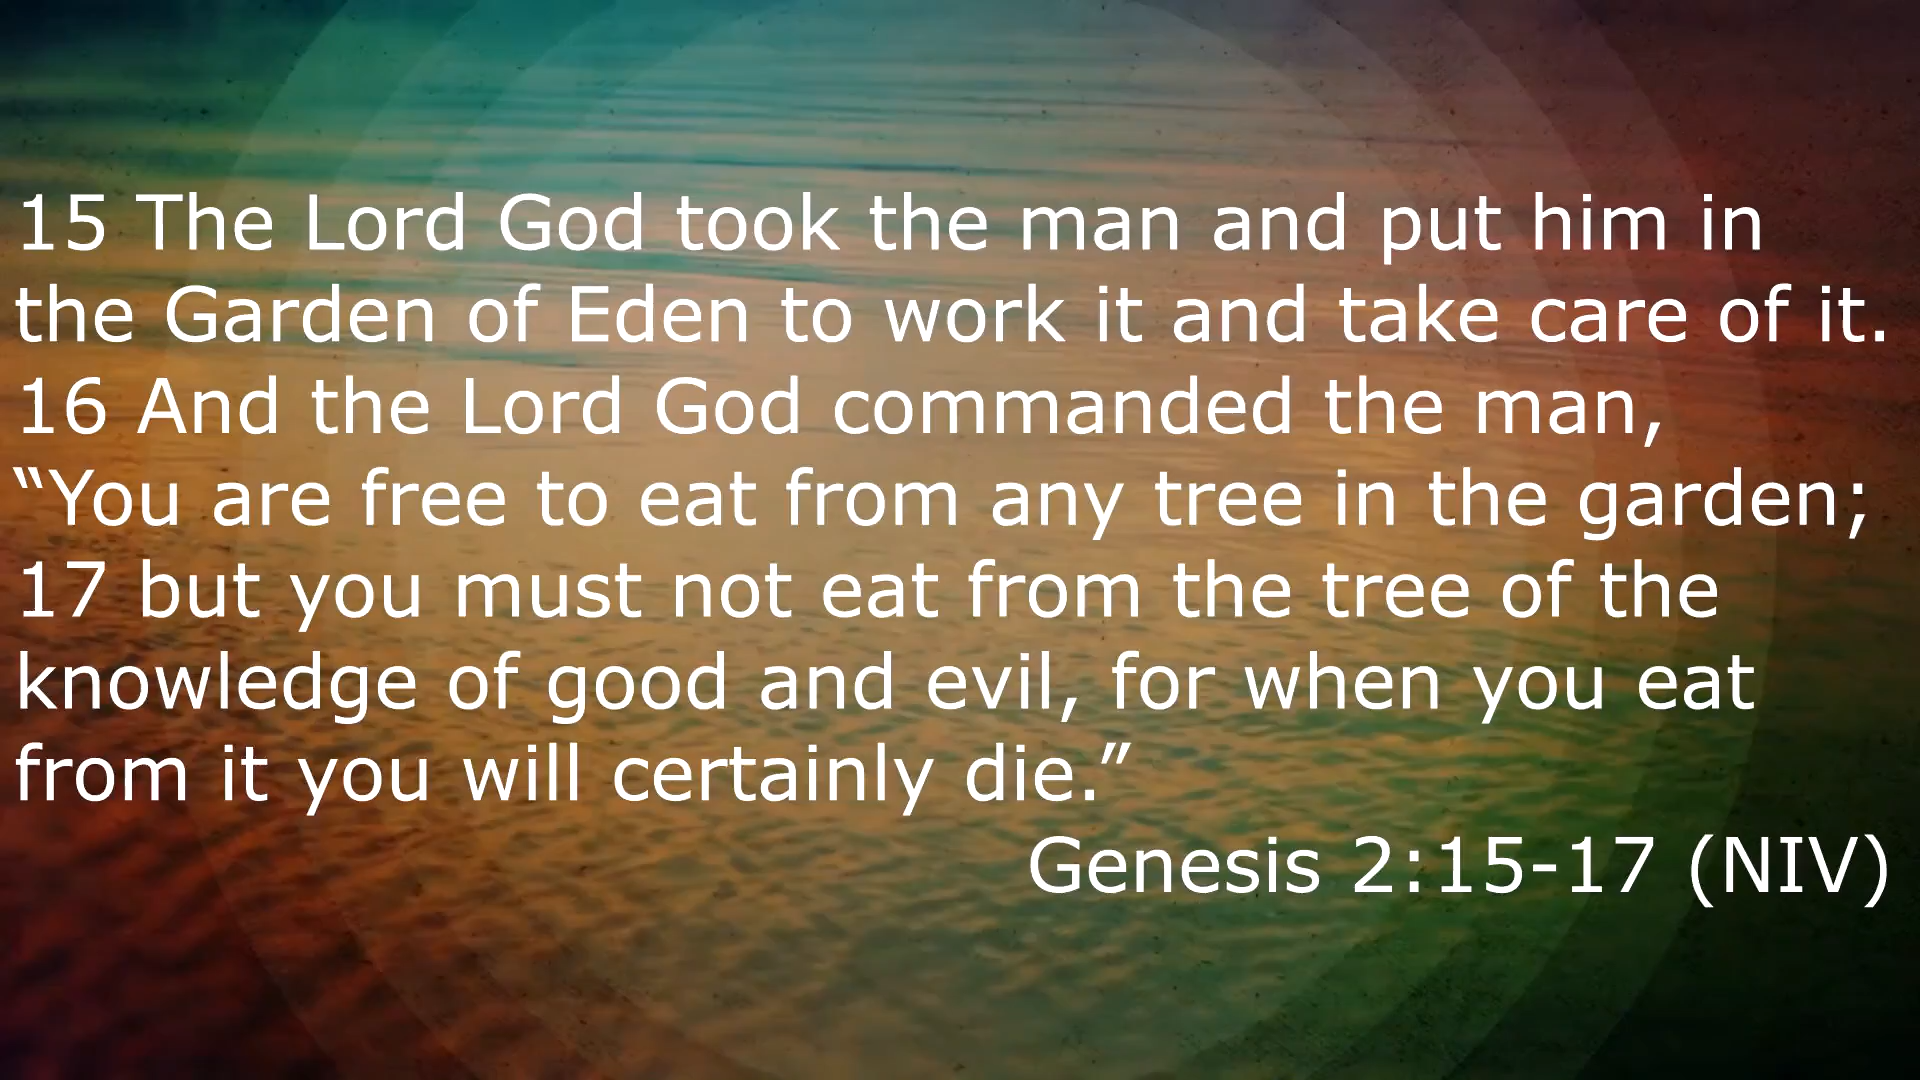 15 The Lord God took the man and put him in
the Garden of Eden to work it and take care of it.
16 And the Lord God commanded the man,
“You are free to eat from any tree in the garden;
17 but you must not eat from the tree of the
knowledge of good and evil, for when you eat
from it you will certainly die.”
Genesis 2:15-17 (NIV)